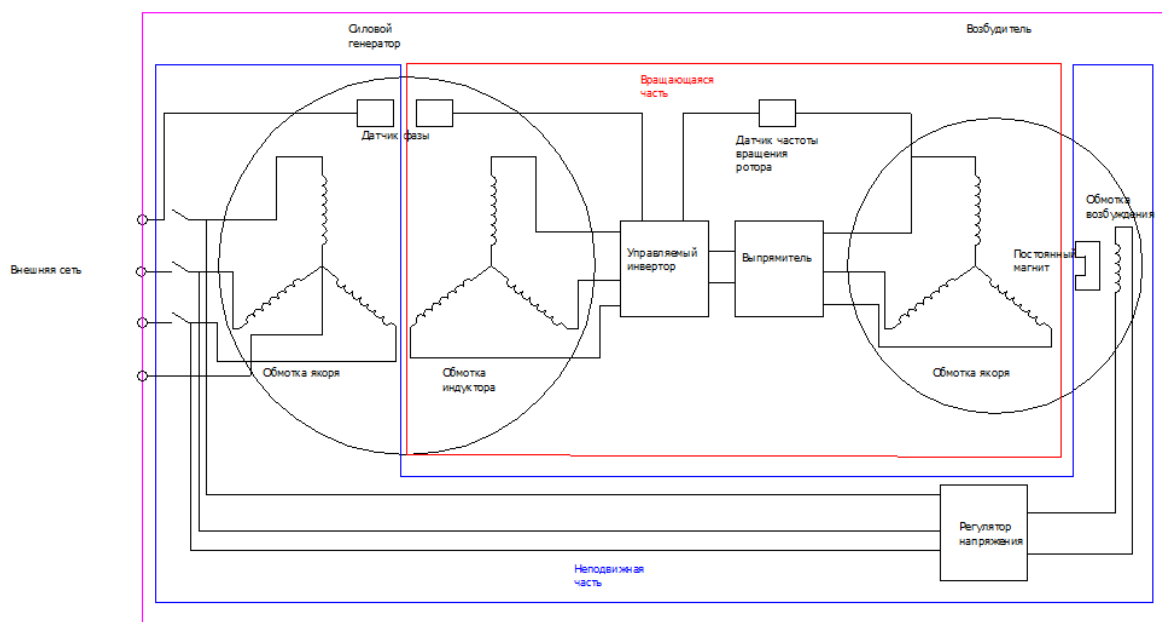 Силовой
генератор
Возбудитель
Вращающаяся
часть
Датчик фазы
Датчик частоты
вращения
ротора
Обмотка
возбуждения
Управляемый
инвертор
Выпрямитель
Постоянный
магнит
Внешняя сеть
Обмотка якоря
Обмотка
индуктора
Обмотка якоря
Регулятор
напряжения
Неподвижная
часть